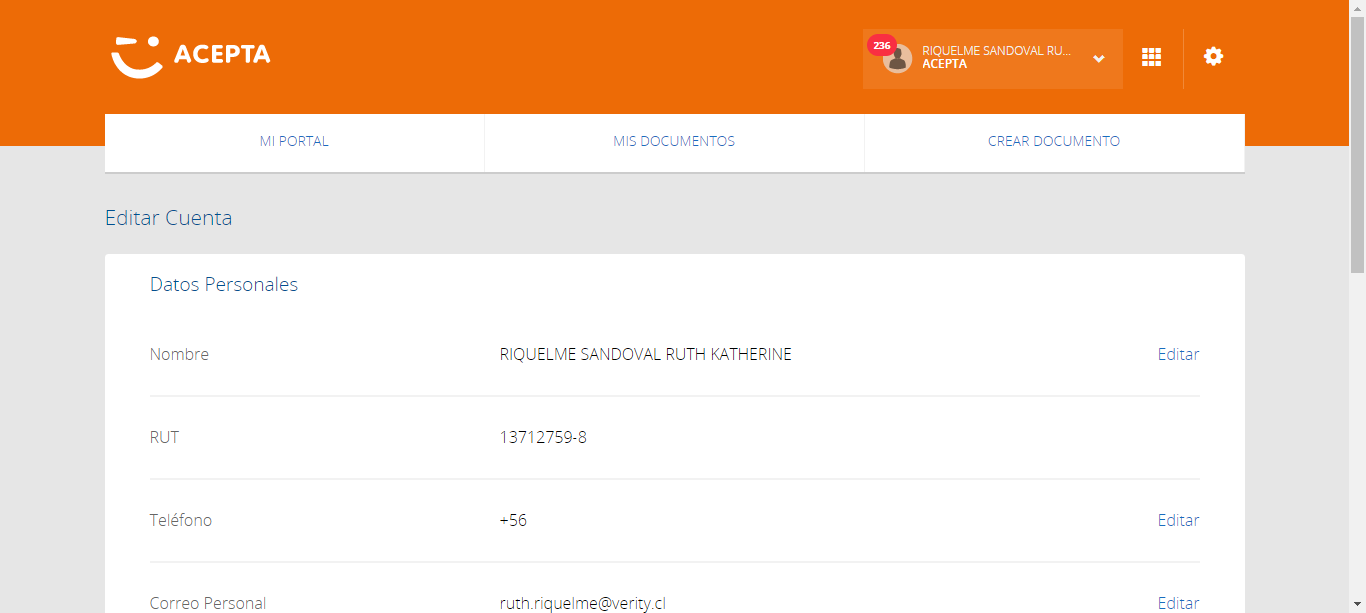 ACEPTA
236
RIQUELME SANDOVAL RU...
ACEPTA
MI PORTAL
MIS DOCUMENTOS
CREAR DOCUMENTO
Editar Cuenta
Datos Personales
Nombre RIQUELME SANDOVAL RUTH KATHERINE Editar
RUT 13712759-8
Teléfono +56 Editar
Correo Personal ruth.riquelme@verity.cl Editar